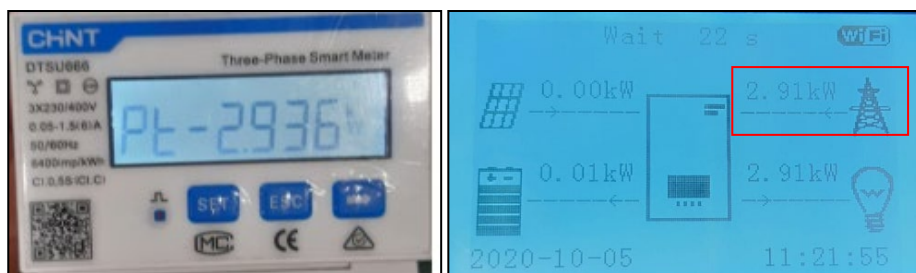 CHNT
DTSU666
Three-Phase Smart Meter
3X230/400V
0.05-1.5(6)A
50/60Hz
6400imp/kWh
Pt-2.936
SET
ESC
MC
CE
Wait 22 s
WiFi
0.00kW
2.91kW
0.01kW
2.91kW
2020-10-05
11:21:55